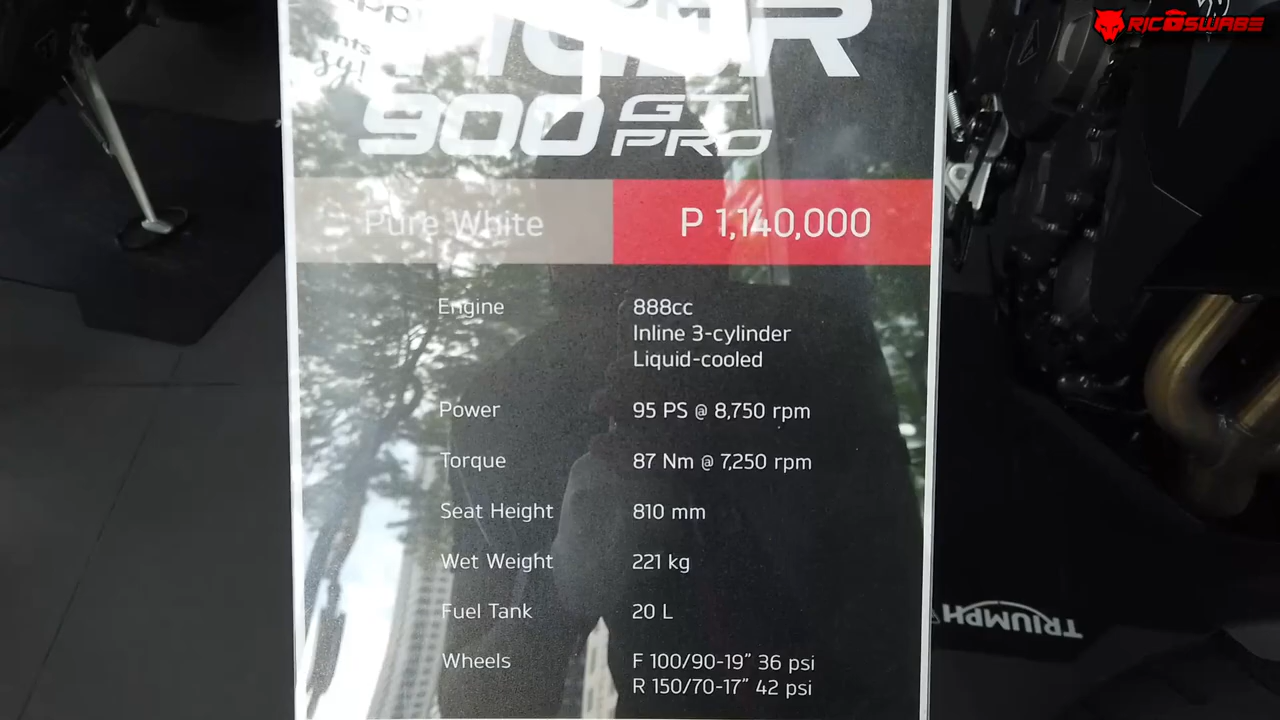 RICOSWABE
TIGER
900 GT PRO
Pure White P 1,140,000
Engine 888cc
Inline 3-cylinder
Liquid-cooled
Power 95 PS @ 8,750 rpm
Torque 87 Nm @ 7,250 rpm
Seat Height 810 mm
Wet Weight 221 kg
Fuel Tank 20 L
Wheels F 100/90-19” 36 psi
R 150/70-17” 42 psi
TRIUMPH